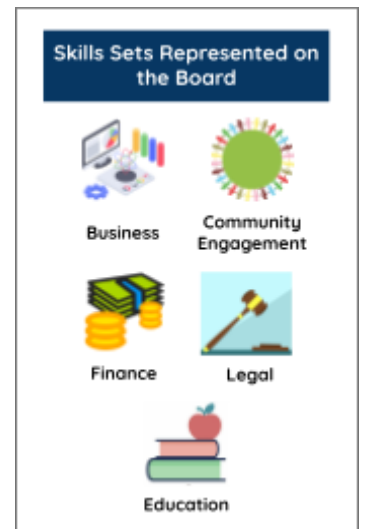 Skills Sets Represented on
the Board
Business
Community
Engagement
Finance
Legal
Education